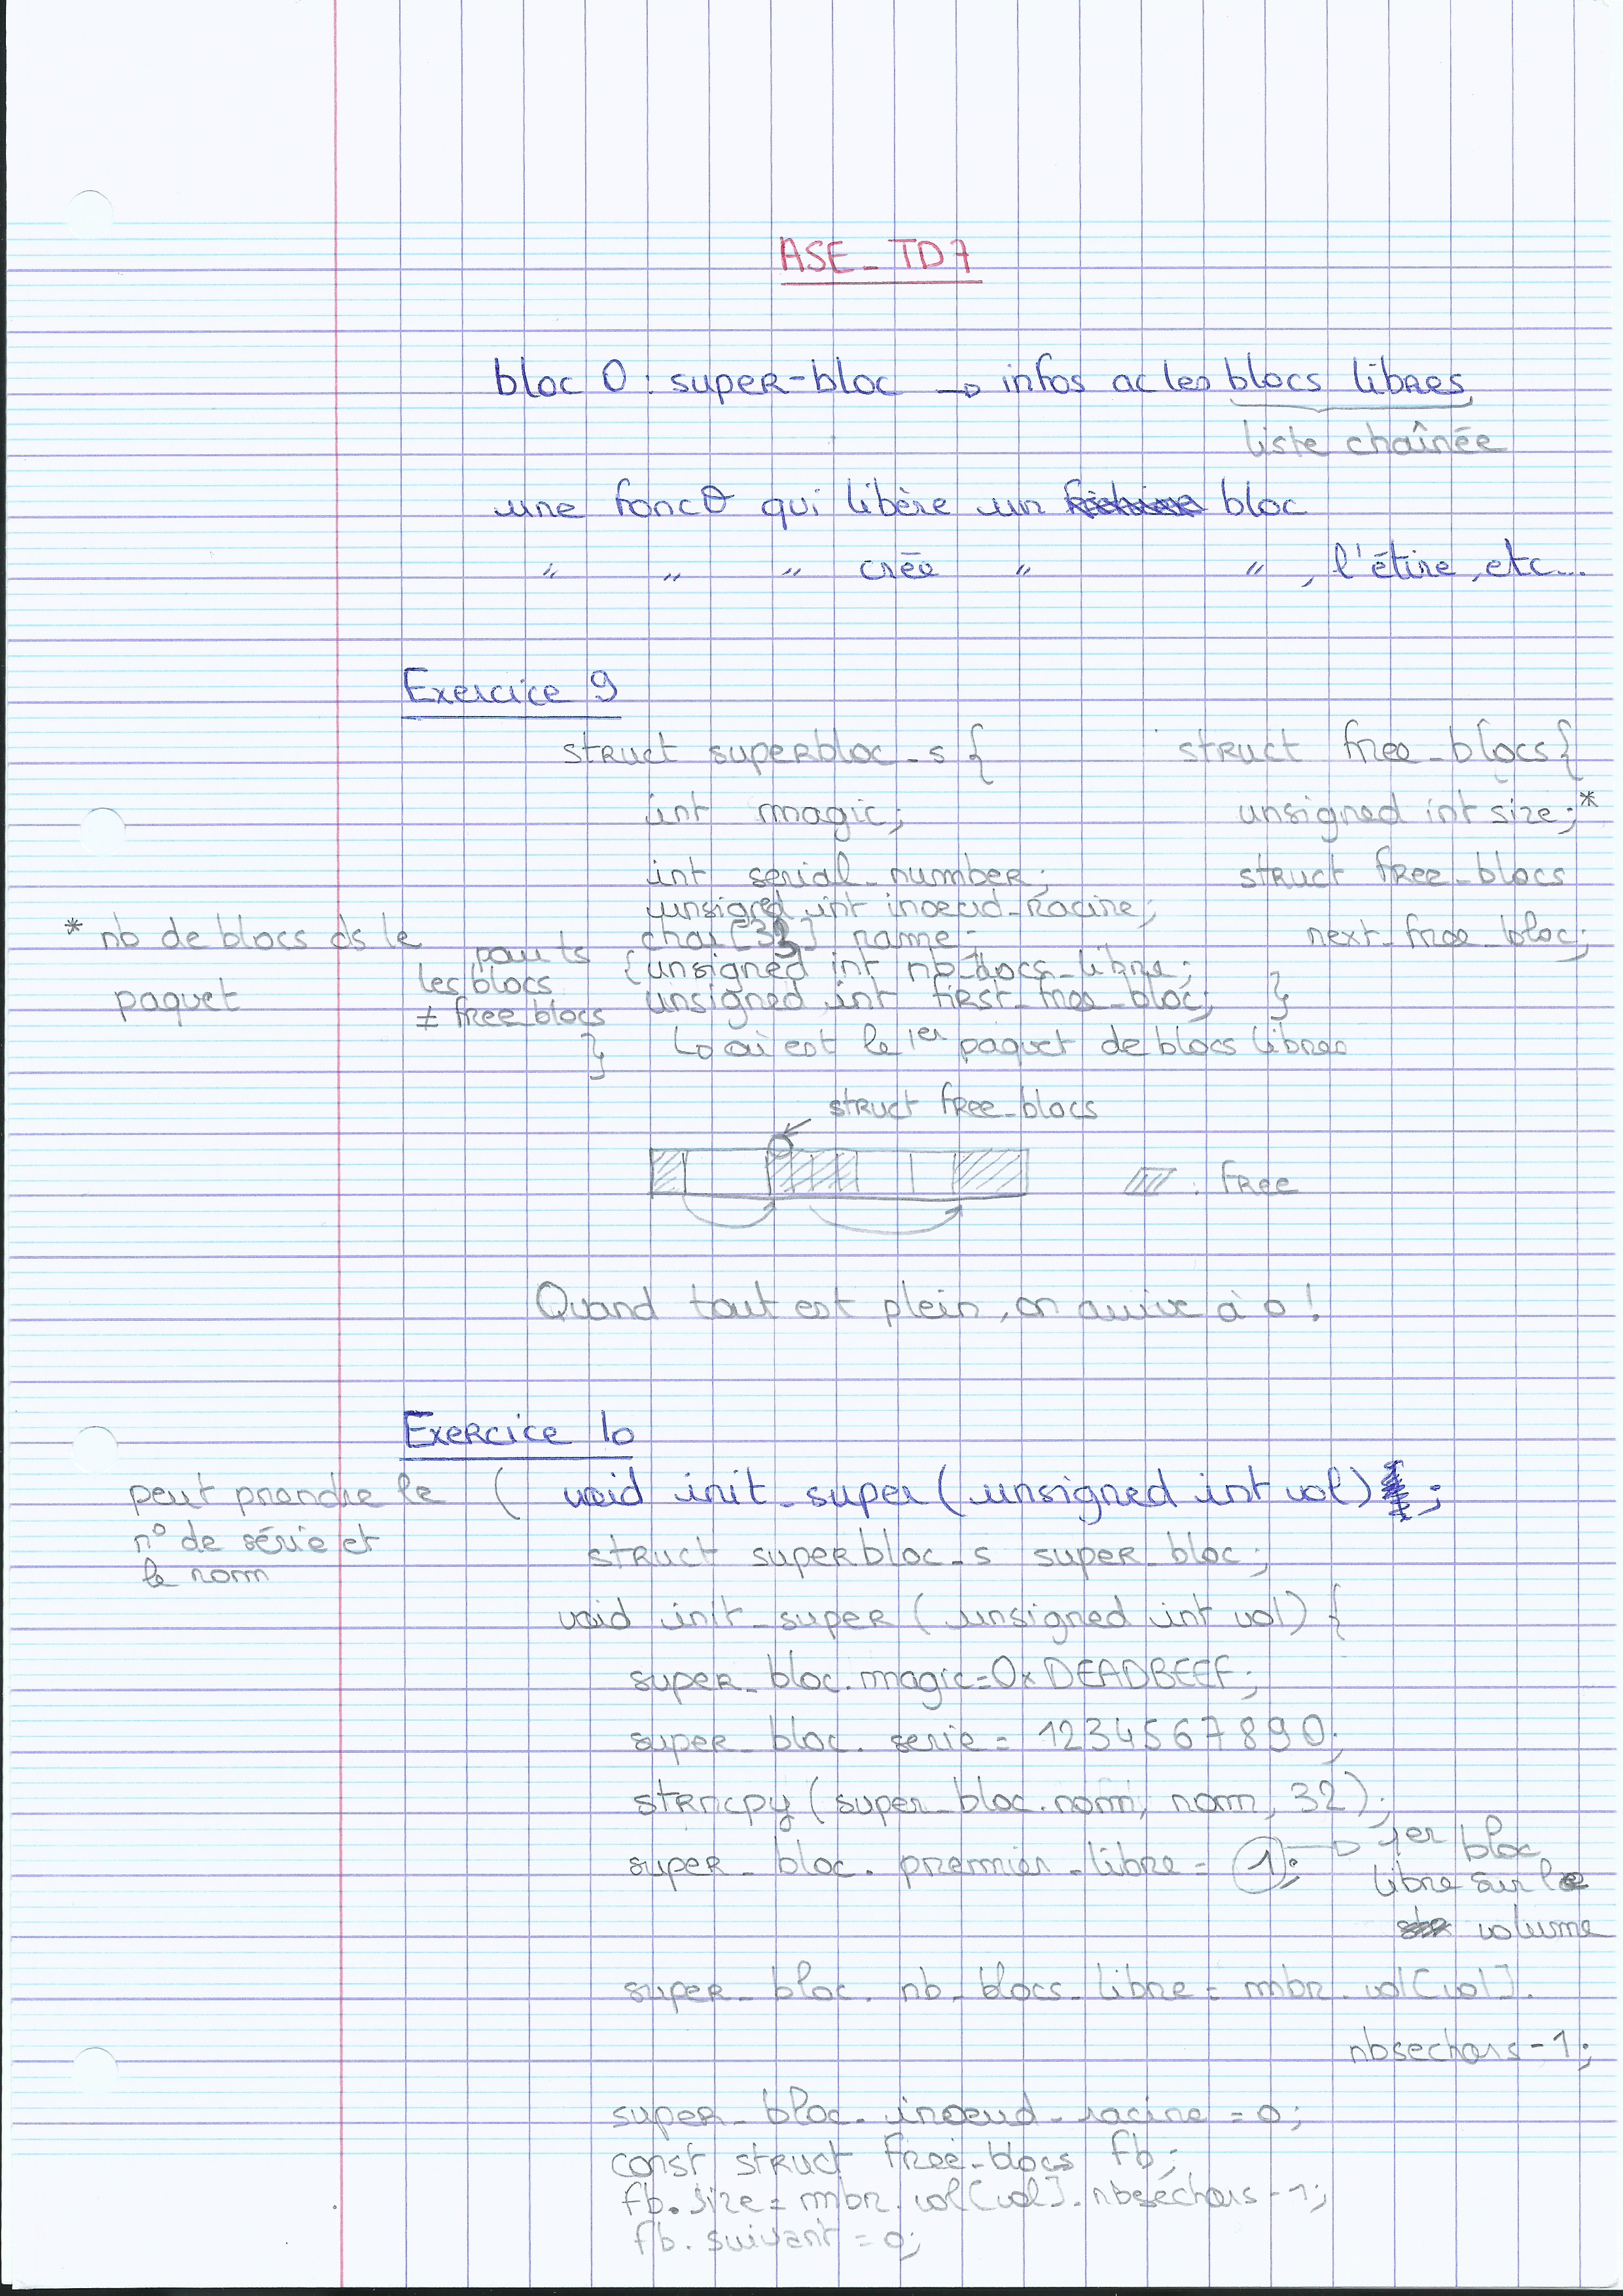 ASE_TD7
bloc 0 : super-bloc → infos ac les blocs libres
liste chaînée
une foncθ qui libère un bloc
" " " crée " " , l'étire, etc...
Exercice 9
struct superbloc_s {
int magic;
int serial_number;
unsigned int inoeud_racine;
char[32] name;
unsigned int nb_blocs_libre;
unsigned int first_free_bloc;
}
↳ où est le 1er paquet de blocs libres
pour ts
les blocs
≠ free_blocs
{
struct free_blocs {
unsigned int size; *
struct free_blocs
next_free_bloc;
}
* nb de blocs ds le
paquet
struct free_blocs
: free
Quand tout est plein, on arrive à 0 !
Exercice 10
peut prendre le (
n° de série et
le nom
void init_super (unsigned int vol) ;
struct superbloc_s super_bloc;
void init_super (unsigned int vol) {
super_bloc.magic = 0xDEADBEEF;
super_bloc. serie = 1234567890;
strncpy (super_bloc.nom, nom, 32);
super_bloc. premier_libre = 1; → 1er bloc
libre sur le
volume
super_bloc. nb_blocs_libre = mbr. vol[vol].
nbsectors - 1;
super_bloc. inoeud_racine = 0;
const struct free_blocs fb;
fb. size = mbr. vol[vol]. nbsectors - 1;
fb. suivant = 0;